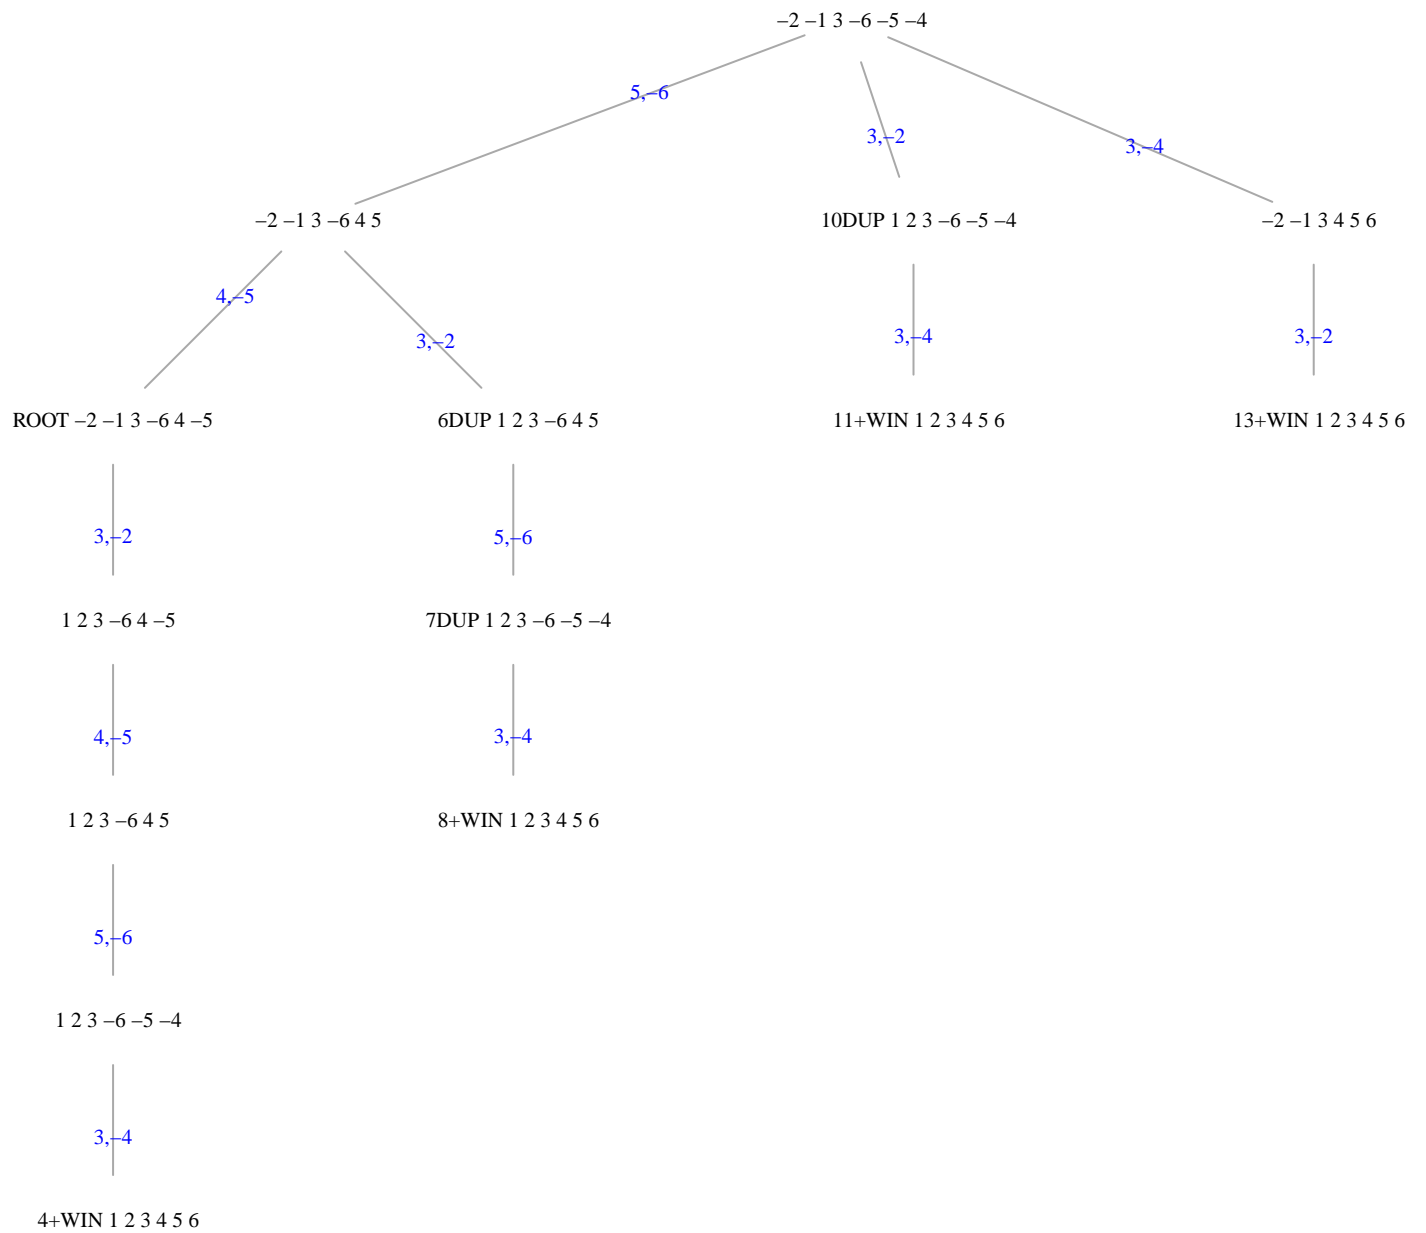 −2 −1 3 −6 −5 −4
5,−6
3,−2
3,−4
−2 −1 3 −6 4 5
10DUP 1 2 3 −6 −5 −4
−2 −1 3 4 5 6
4,−5
3,−2
3,−4
3,−2
ROOT −2 −1 3 −6 4 −5
6DUP 1 2 3 −6 4 5
11+WIN 1 2 3 4 5 6
13+WIN 1 2 3 4 5 6
3,−2
5,−6
1 2 3 −6 4 −5
7DUP 1 2 3 −6 −5 −4
4,−5
3,−4
1 2 3 −6 4 5
8+WIN 1 2 3 4 5 6
5,−6
1 2 3 −6 −5 −4
3,−4
4+WIN 1 2 3 4 5 6